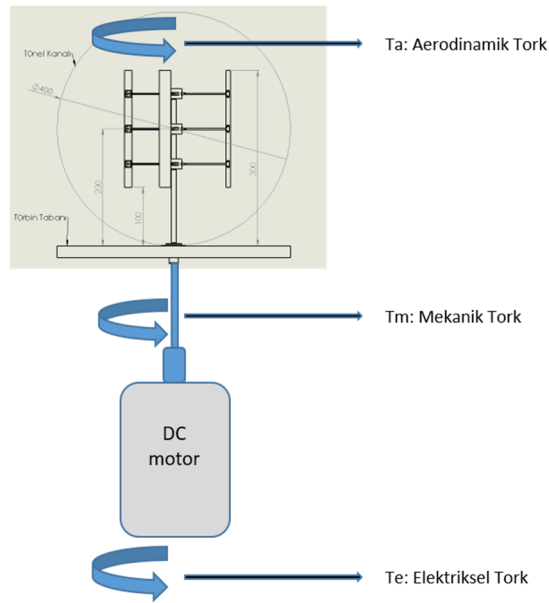 Ta: Aerodinamik Tork
Tünel Kanalı
Ø400
200
300
100
Türbin Tabanı
Tm: Mekanik Tork
DC
motor
Te: Elektriksel Tork